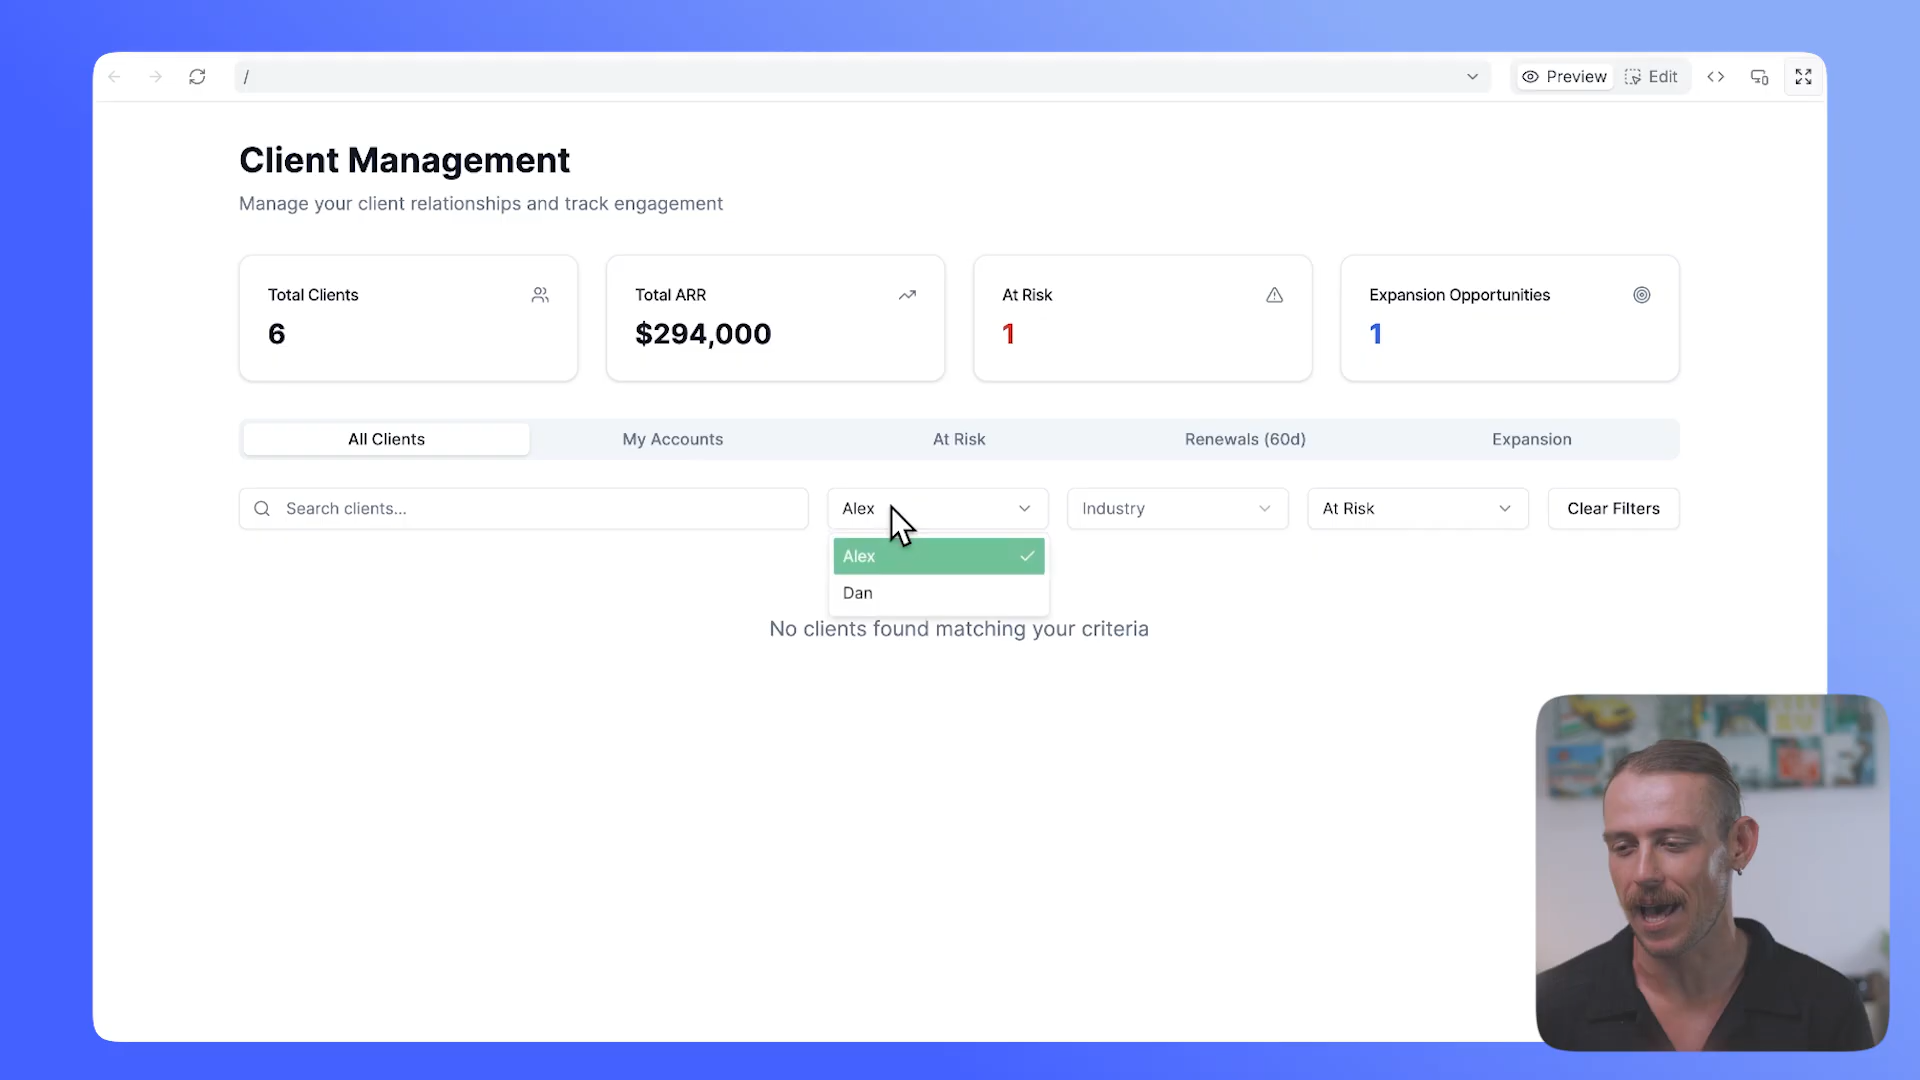 /
Preview
Edit
Client Management
Manage your client relationships and track engagement
Total Clients
6
Total ARR
$294,000
At Risk
1
Expansion Opportunities
1
All Clients
My Accounts
At Risk
Renewals (60d)
Expansion
Search clients...
Alex
Industry
At Risk
Clear Filters
Alex
Dan
No clients found matching your criteria